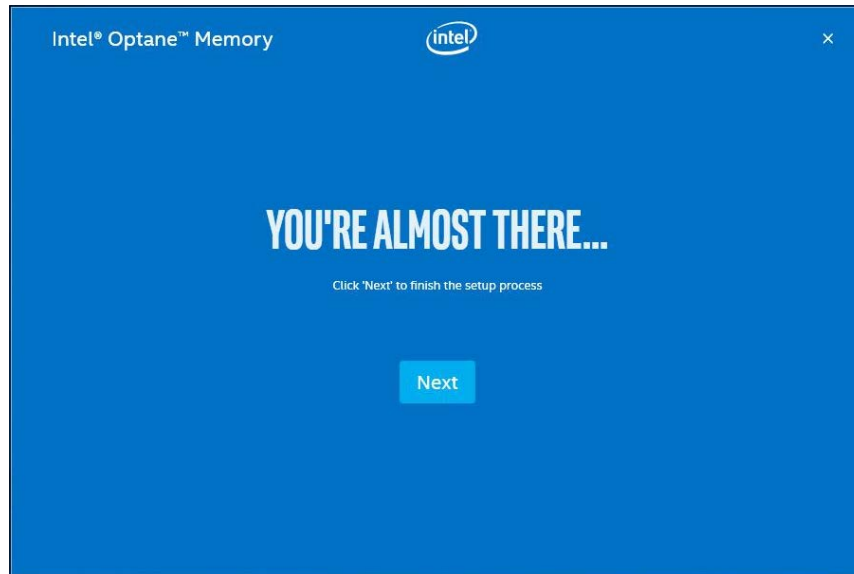 Intel® Optane™ Memory
intel
×
YOU'RE ALMOST THERE...
Click 'Next' to finish the setup process
Next